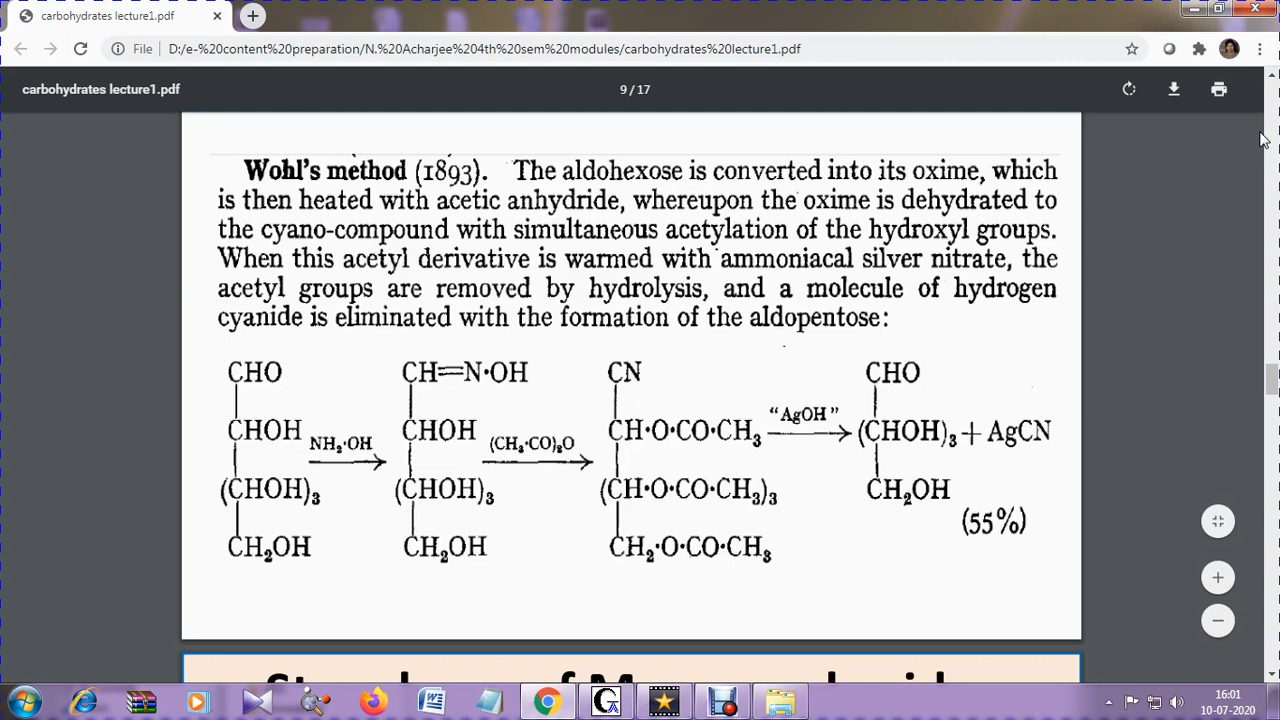 carbohydrates lecture1.pdf
File D:/e-%20content%20preparation/N.%20Acharjee%204th%20sem%20modules/carbohydrates%20lecture1.pdf
carbohydrates lecture1.pdf 9 / 17
Wohl's method (1893). The aldohexose is converted into its oxime, which
is then heated with acetic anhydride, whereupon the oxime is dehydrated to
the cyano-compound with simultaneous acetylation of the hydroxyl groups.
When this acetyl derivative is warmed with ammoniacal silver nitrate, the
acetyl groups are removed by hydrolysis, and a molecule of hydrogen
cyanide is eliminated with the formation of the aldopentose:
CHO CH=N·OH CN CHO
CHOH NH₂·OH CHOH (CH₃·CO)₂O CH·O·CO·CH₃ "AgOH" (CHOH)₃ + AgCN
(CHOH)₃ (CHOH)₃ (CH·O·CO·CH₃)₃ CH₂OH
(55%)
CH₂OH CH₂OH CH₂·O·CO·CH₃
16:01
10-07-2020